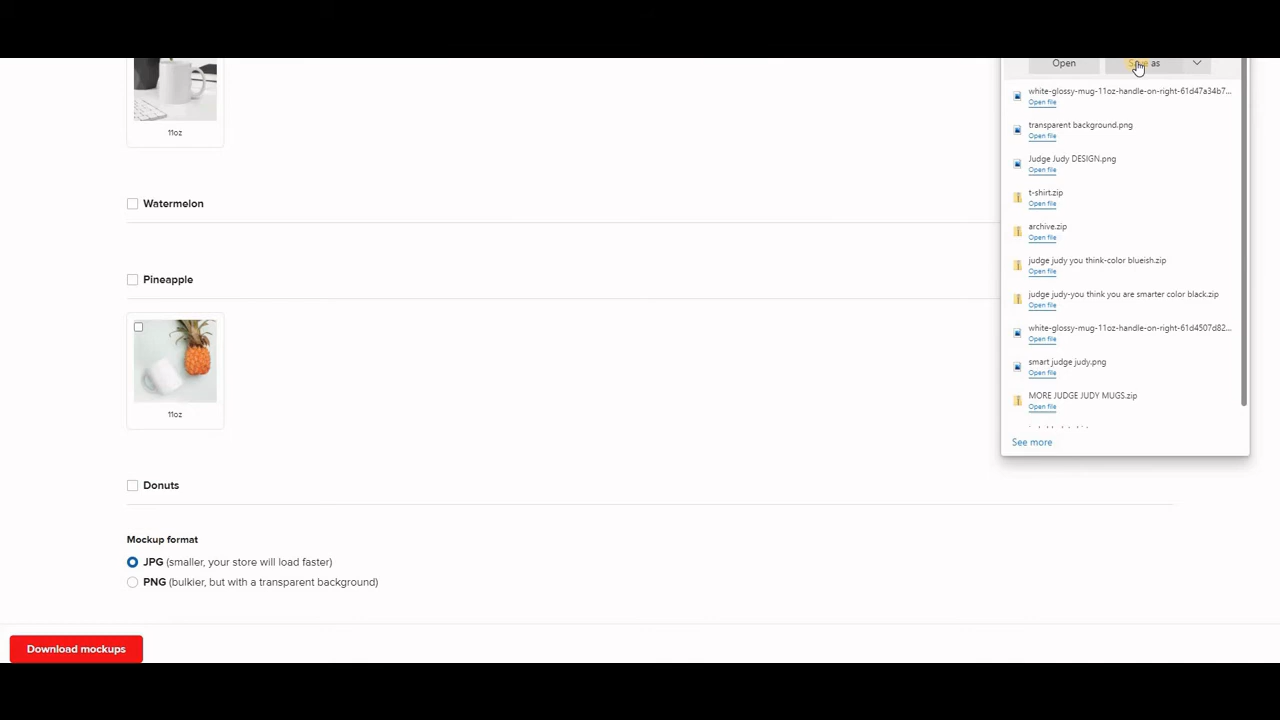 Open
Save as
11oz
white-glossy-mug-11oz-handle-on-right-61d47a34b7...
Open file
transparent background.png
Open file
Judge Judy DESIGN.png
Open file
t-shirt.zip
Open file
Watermelon
archive.zip
Open file
judge judy you think-color blueish.zip
Open file
Pineapple
judge judy-you think you are smarter color black.zip
Open file
white-glossy-mug-11oz-handle-on-right-61d4507d82...
Open file
smart judge judy.png
Open file
MORE JUDGE JUDY MUGS.zip
Open file
11oz
See more
Donuts
Mockup format
JPG (smaller, your store will load faster)
PNG (bulkier, but with a transparent background)
Download mockups